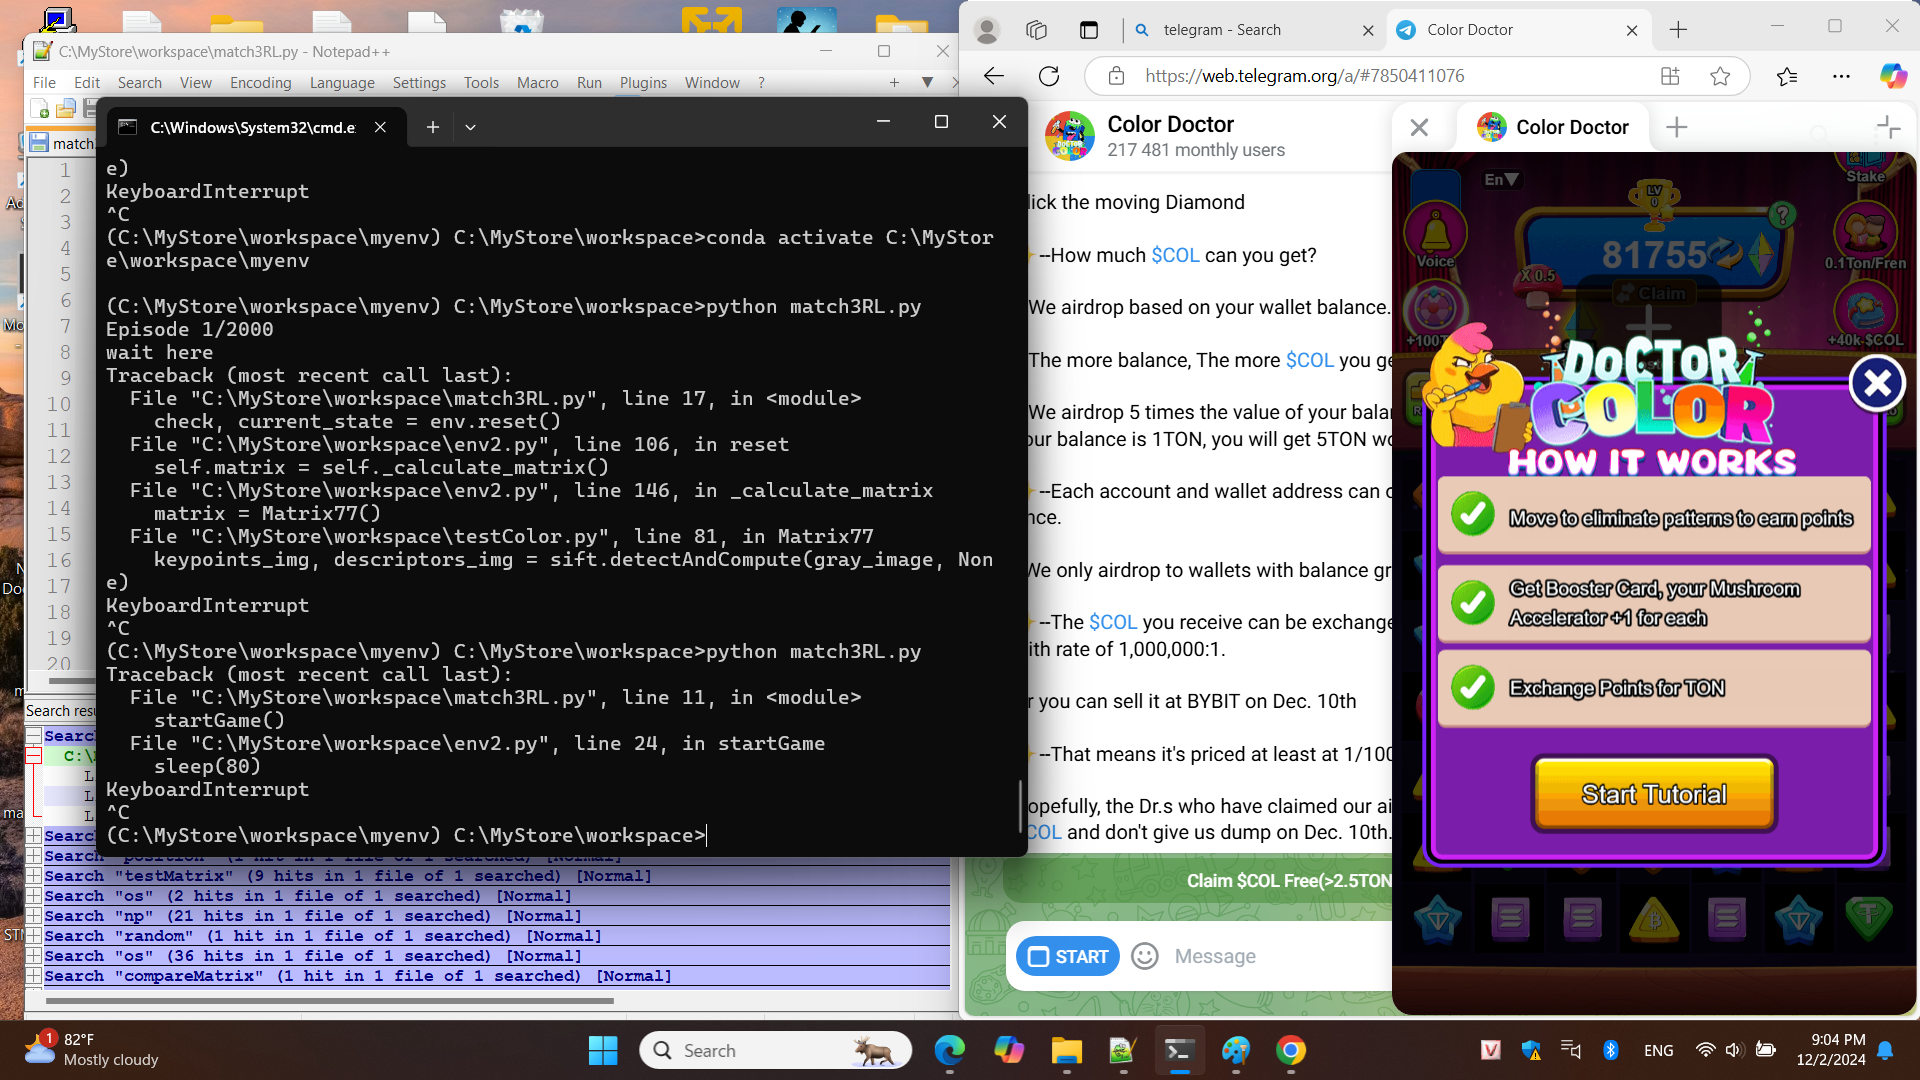 C:\MyStore\workspace\match3RL.py - Notepad++
File Edit Search View Encoding Language Settings Tools Macro Run Plugins Window ?
match
1
2
3
4
5
6
7
8
9
10
11
12
13
14
15
16
17
18
19
20
C:\Windows\System32\cmd.e
e)
KeyboardInterrupt
^C
(C:\MyStore\workspace\myenv) C:\MyStore\workspace>conda activate C:\MyStor
e\workspace\myenv
(C:\MyStore\workspace\myenv) C:\MyStore\workspace>python match3RL.py
Episode 1/2000
wait here
Traceback (most recent call last):
File "C:\MyStore\workspace\match3RL.py", line 17, in <module>
check, current_state = env.reset()
File "C:\MyStore\workspace\env2.py", line 106, in reset
self.matrix = self._calculate_matrix()
File "C:\MyStore\workspace\env2.py", line 146, in _calculate_matrix
matrix = Matrix77()
File "C:\MyStore\workspace\testColor.py", line 81, in Matrix77
keypoints_img, descriptors_img = sift.detectAndCompute(gray_image, Non
e)
KeyboardInterrupt
^C
(C:\MyStore\workspace\myenv) C:\MyStore\workspace>python match3RL.py
Traceback (most recent call last):
File "C:\MyStore\workspace\match3RL.py", line 11, in <module>
startGame()
File "C:\MyStore\workspace\env2.py", line 24, in startGame
sleep(80)
KeyboardInterrupt
^C
(C:\MyStore\workspace\myenv) C:\MyStore\workspace>
Search resu
Search
C:\
L
L
L
Search
Search "position" (1 hit in 1 file of 1 searched) [Normal]
Search "testMatrix" (9 hits in 1 file of 1 searched) [Normal]
Search "os" (2 hits in 1 file of 1 searched) [Normal]
Search "np" (21 hits in 1 file of 1 searched) [Normal]
Search "random" (1 hit in 1 file of 1 searched) [Normal]
Search "os" (36 hits in 1 file of 1 searched) [Normal]
Search "compareMatrix" (1 hit in 1 file of 1 searched) [Normal]
telegram - Search
Color Doctor
https://web.telegram.org/a/#7850411076
Color Doctor
217 481 monthly users
lick the moving Diamond
--How much $COL can you get?
We airdrop based on your wallet balance.
The more balance, The more $COL you ge
We airdrop 5 times the value of your bala
our balance is 1TON, you will get 5TON wo
--Each account and wallet address can c
nce.
We only airdrop to wallets with balance gr
--The $COL you receive can be exchange
ith rate of 1,000,000:1.
r you can sell it at BYBIT on Dec. 10th
--That means it's priced at least at 1/100
opefully, the Dr.s who have claimed our ai
COL and don't give us dump on Dec. 10th.
Claim $COL Free(>2.5TON
START
Message
Color Doctor
En▼
Stake
LV
0
?
Voice
81755
0.1Ton/Fren
X 0.5
Claim
+100T
+40k-$COL
DOCTOR
COLOR
HOW IT WORKS
Move to eliminate patterns to earn points
Get Booster Card, your Mushroom
Accelerator +1 for each
Exchange Points for TON
Start Tutorial
1
82°F
Mostly cloudy
Search
ENG
9:04 PM
12/2/2024